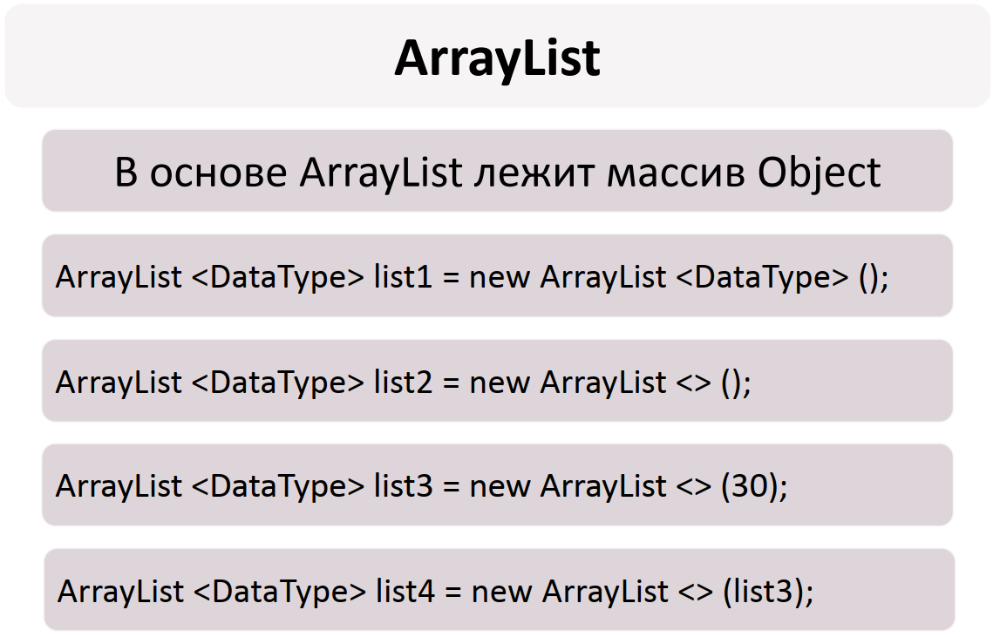 ArrayList
В основе ArrayList лежит массив Object
ArrayList <DataType> list1 = new ArrayList <DataType> ();
ArrayList <DataType> list2 = new ArrayList <> ();
ArrayList <DataType> list3 = new ArrayList <> (30);
ArrayList <DataType> list4 = new ArrayList <> (list3);